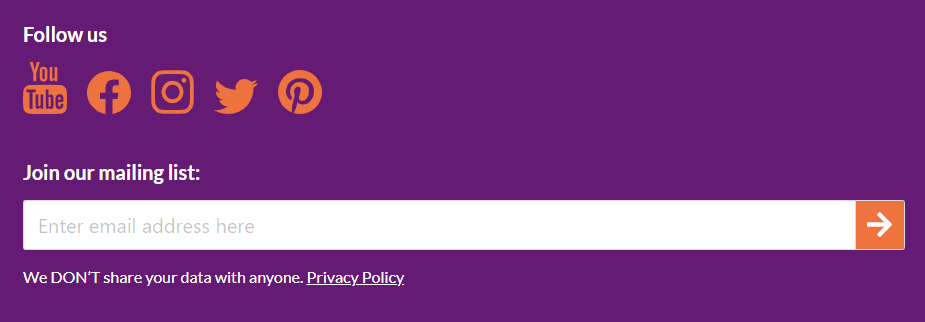 Follow us
You
Tube
Join our mailing list:
Enter email address here
We DON'T share your data with anyone. Privacy Policy